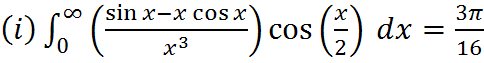 (i) ∫₀^∞ ((sin x−x cos x)/x³) cos (x/2) dx = 3π/16